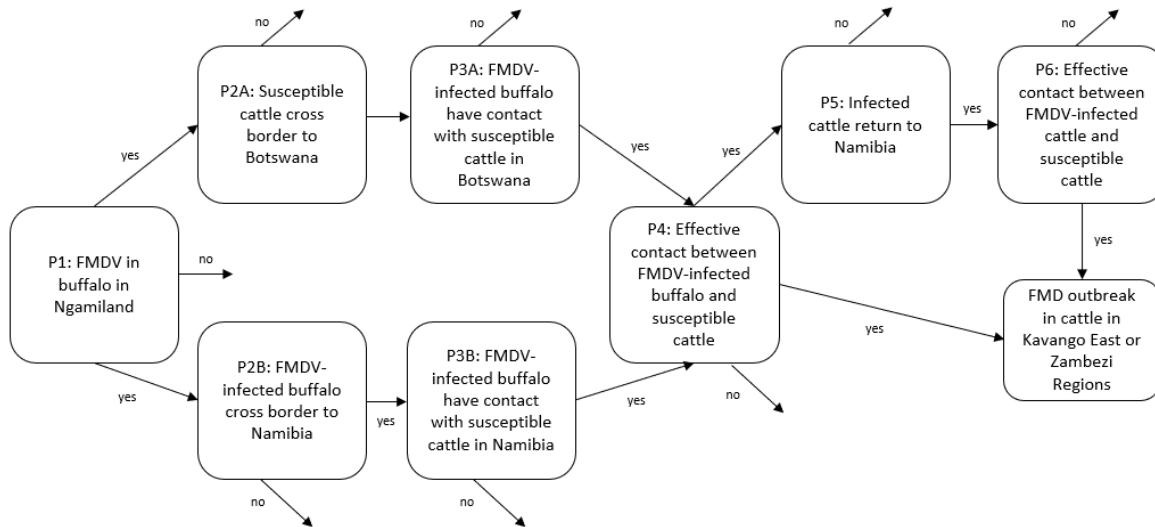 no
no
no
no
P2A: Susceptible
cattle cross
border to
Botswana
P3A: FMDV-
infected buffalo
have contact
with susceptible
cattle in
Botswana
P5: Infected
cattle return to
Namibia
yes
P6: Effective
contact between
FMDV-infected
cattle and
susceptible
cattle
yes
yes
yes
P1: FMDV in
buffalo in
Ngamiland
no
P4: Effective
contact between
FMDV-infected
buffalo and
susceptible
cattle
yes
yes
FMD outbreak
in cattle in
Kavango East or
Zambezi
Regions
yes
P2B: FMDV-
infected buffalo
cross border to
Namibia
yes
P3B: FMDV-
infected buffalo
have contact
with susceptible
cattle in Namibia
yes
no
no
no